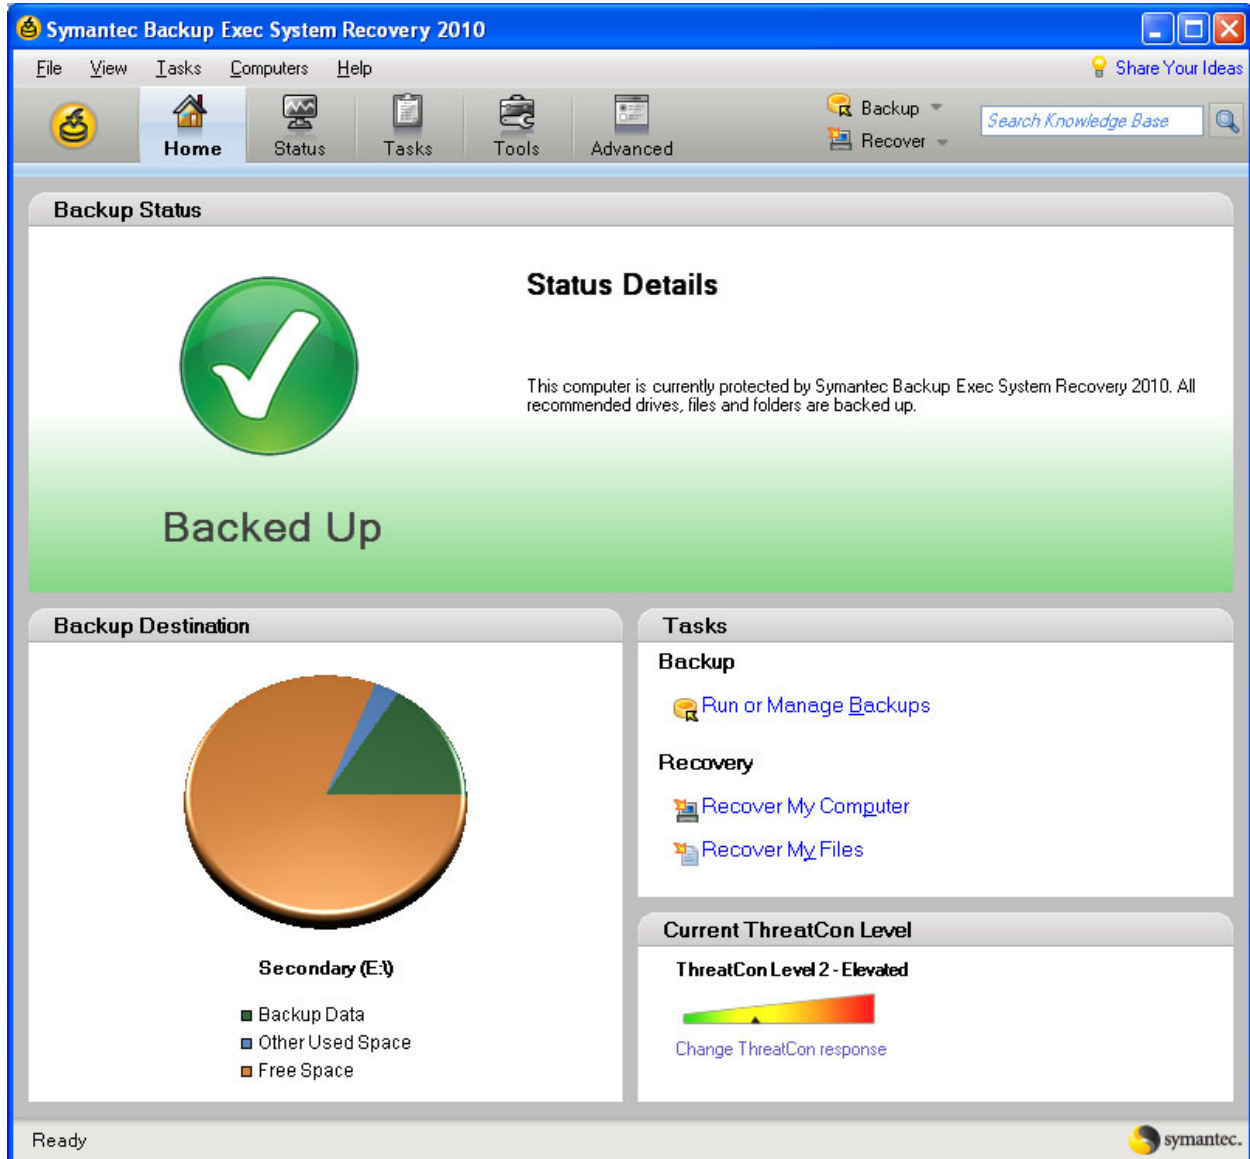 Symantec Backup Exec System Recovery 2010
File View Tasks Computers Help
Share Your Ideas
Home
Status
Tasks
Tools
Advanced
Backup
Recover
Search Knowledge Base
Backup Status
Status Details
This computer is currently protected by Symantec Backup Exec System Recovery 2010. All
recommended drives, files and folders are backed up.
Backed Up
Backup Destination
Secondary (E:\)
Backup Data
Other Used Space
Free Space
Tasks
Backup
Run or Manage Backups
Recovery
Recover My Computer
Recover My Files
Current ThreatCon Level
ThreatCon Level 2 - Elevated
Change ThreatCon response
Ready
symantec.